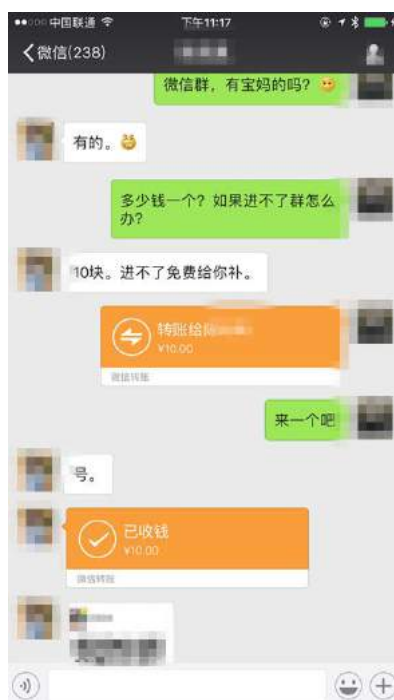 中国联通
下午11:17
微信(238)
微信群，有宝妈的吗？
有的。
多少钱一个？如果进不了群怎么
办？
10块。进不了免费给你补。
转账给陈
¥10.00
微信转账
来一个吧
号。
已收钱
¥10.00
微信转账